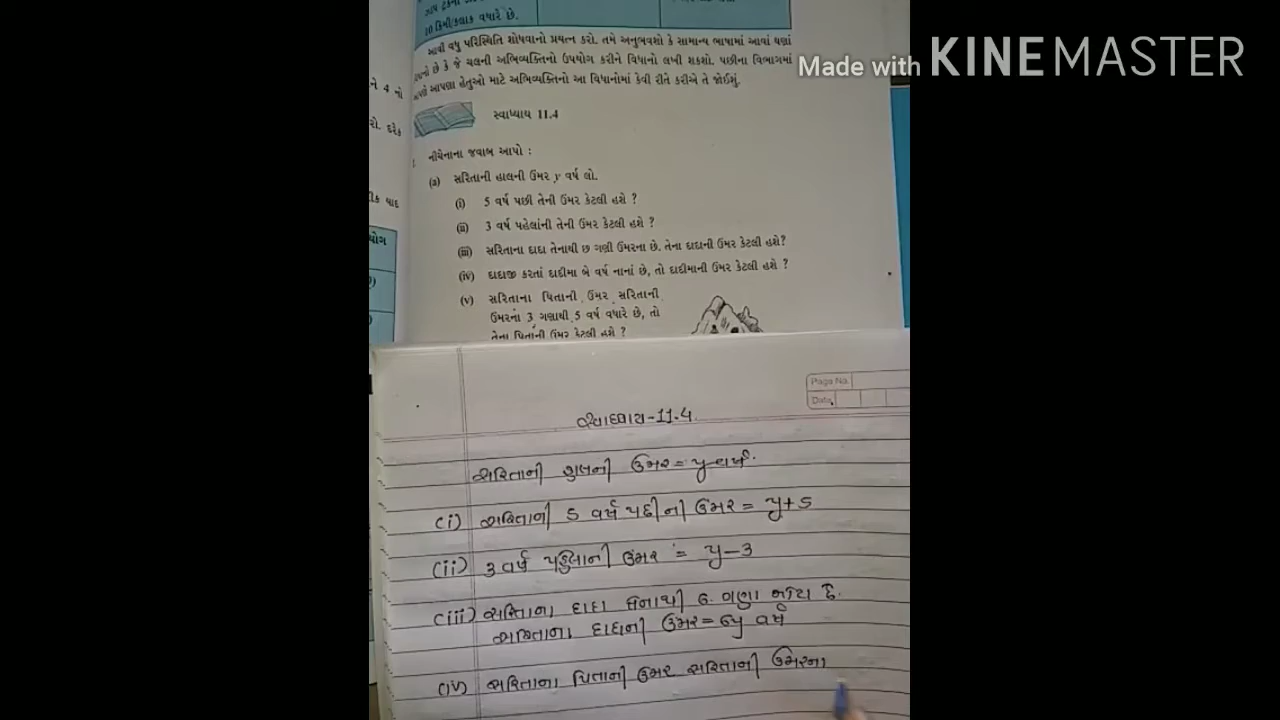 10 કિમી/કલાક વધારે છે.
આવી વધુ પરિસ્થિતિ શોધવાનો પ્રયત્ન કરો. તમે અનુભવશો કે સામાન્ય ભાષામાં આવાં ઘણાં
છે કે જે ચલની અભિવ્યક્તિનો ઉપયોગ કરીને વિધાનો લખી શકશો. પછીના વિભાગમાં
આપણા હેતુઓ માટે અભિવ્યક્તિનો આ વિધાનોમાં કેવી રીતે કરીએ તે જોઈશું.
Made with KINEMASTER
ને 4 નો
રો. દરેક
સ્વાધ્યાય 11.4
નીચેનાના જવાબ આપો :
(a) સરિતાની હાલની ઉંમર y વર્ષ લો.
(i) 5 વર્ષ પછી તેની ઉંમર કેટલી હશે ?
(ii) 3 વર્ષ પહેલાંની તેની ઉંમર કેટલી હશે ?
(iii) સરિતાના દાદા તેનાથી છ ગણી ઉંમરના છે. તેના દાદાની ઉંમર કેટલી હશે?
(iv) દાદાજી કરતાં દાદીમા બે વર્ષ નાનાં છે, તો દાદીમાની ઉંમર કેટલી હશે ?
(v) સરિતાના પિતાની ઉંમર સરિતાની
ઉંમરના 3 ગણાથી 5 વર્ષ વધારે છે, તો
તેના પિતાની ઉંમર કેટલી હશે ?
Page No.
Date
સ્વાધ્યાય-11.4
સરિતાની હાલની ઉંમર = y વર્ષ.
(i) સરિતાની 5 વર્ષ પછીની ઉંમર = y+5
(ii) 3 વર્ષ પહેલાની ઉંમર = y-3
(iii) સરિતાના દાદા તેનાથી 6 ગણા મોટા છે.
સરિતાના દાદાની ઉંમર = 6y વર્ષ
(iv) સરિતાના પિતાની ઉંમર સરિતાની ઉંમરના